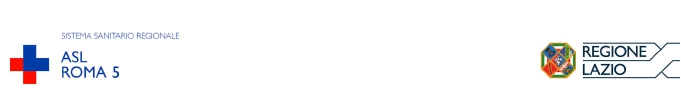 SISTEMA SANITARIO REGIONALE
ASL
ROMA 5
REGIONE
LAZIO